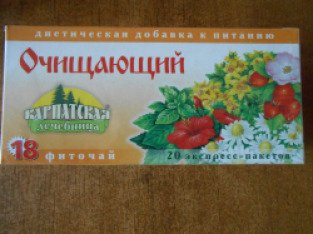 диетическая добавка к питанию
Очищающий
КАРПАТСКАЯ
лечебница
18 фиточай
20 экспресс-пакетов